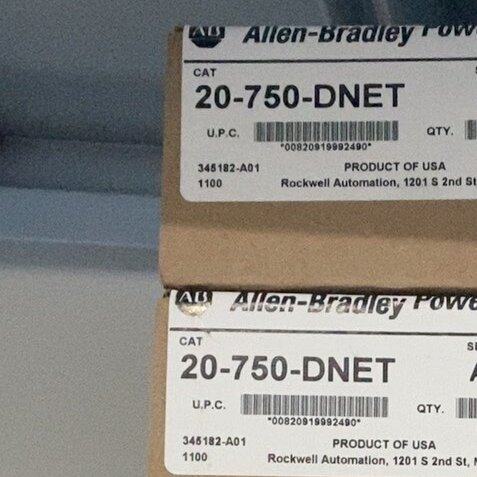 AB Allen-Bradley
CAT
20-750-DNET
U.P.C. QTY.
*00820919992490*
345182-A01 PRODUCT OF USA
1100 Rockwell Automation, 1201 S 2nd St
AB Allen-Bradley Powe
CAT
20-750-DNET
U.P.C. QTY.
*00820919992490*
345182-A01 PRODUCT OF USA
1100 Rockwell Automation, 1201 S 2nd St,